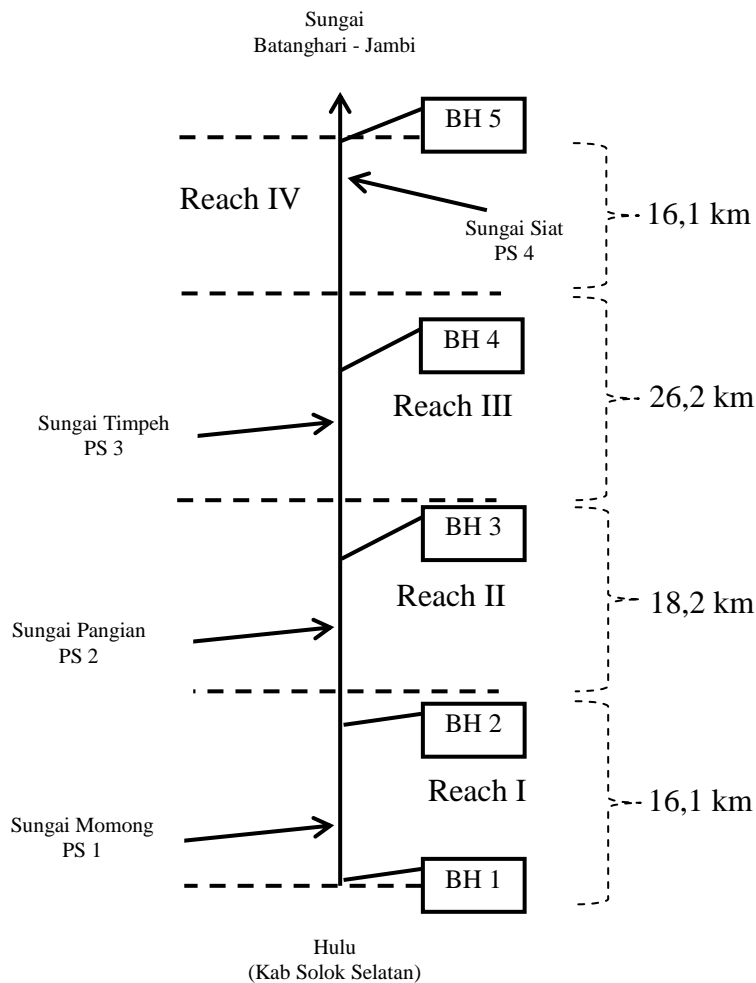 Sungai
Batanghari - Jambi
BH 5
Reach IV
16,1 km
Sungai Siat
PS 4
BH 4
Reach III
26,2 km
Sungai Timpeh
PS 3
BH 3
Reach II
18,2 km
Sungai Pangian
PS 2
BH 2
Reach I
16,1 km
Sungai Momong
PS 1
BH 1
Hulu
(Kab Solok Selatan)